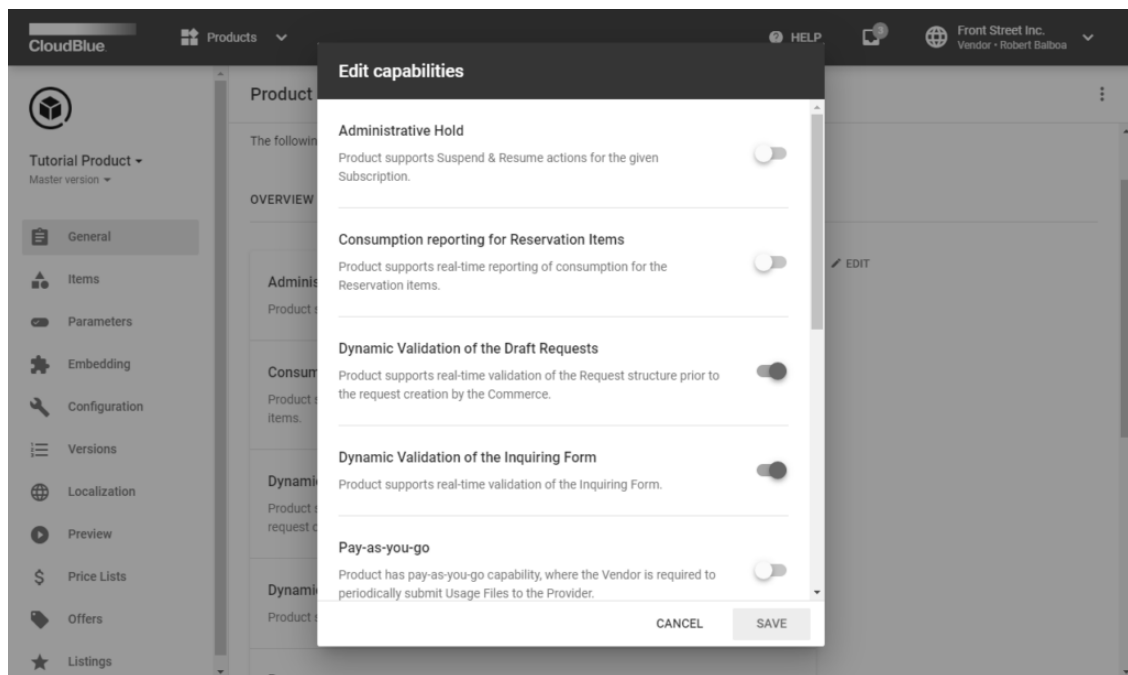 CloudBlue
Products
HELP
3
Front Street Inc.
Vendor • Robert Balboa
Tutorial Product
Master version
General
Items
Parameters
Embedding
Configuration
Versions
Localization
Preview
Price Lists
Offers
Listings
Product
The followin
OVERVIEW
Adminis
Product s
Consum
Product s
items.
Dynami
Product s
request c
Dynami
Product s
EDIT
Edit capabilities
Administrative Hold
Product supports Suspend & Resume actions for the given
Subscription.
Consumption reporting for Reservation Items
Product supports real-time reporting of consumption for the
Reservation items.
Dynamic Validation of the Draft Requests
Product supports real-time validation of the Request structure prior to
the request creation by the Commerce.
Dynamic Validation of the Inquiring Form
Product supports real-time validation of the Inquiring Form.
Pay-as-you-go
Product has pay-as-you-go capability, where the Vendor is required to
periodically submit Usage Files to the Provider.
CANCEL
SAVE